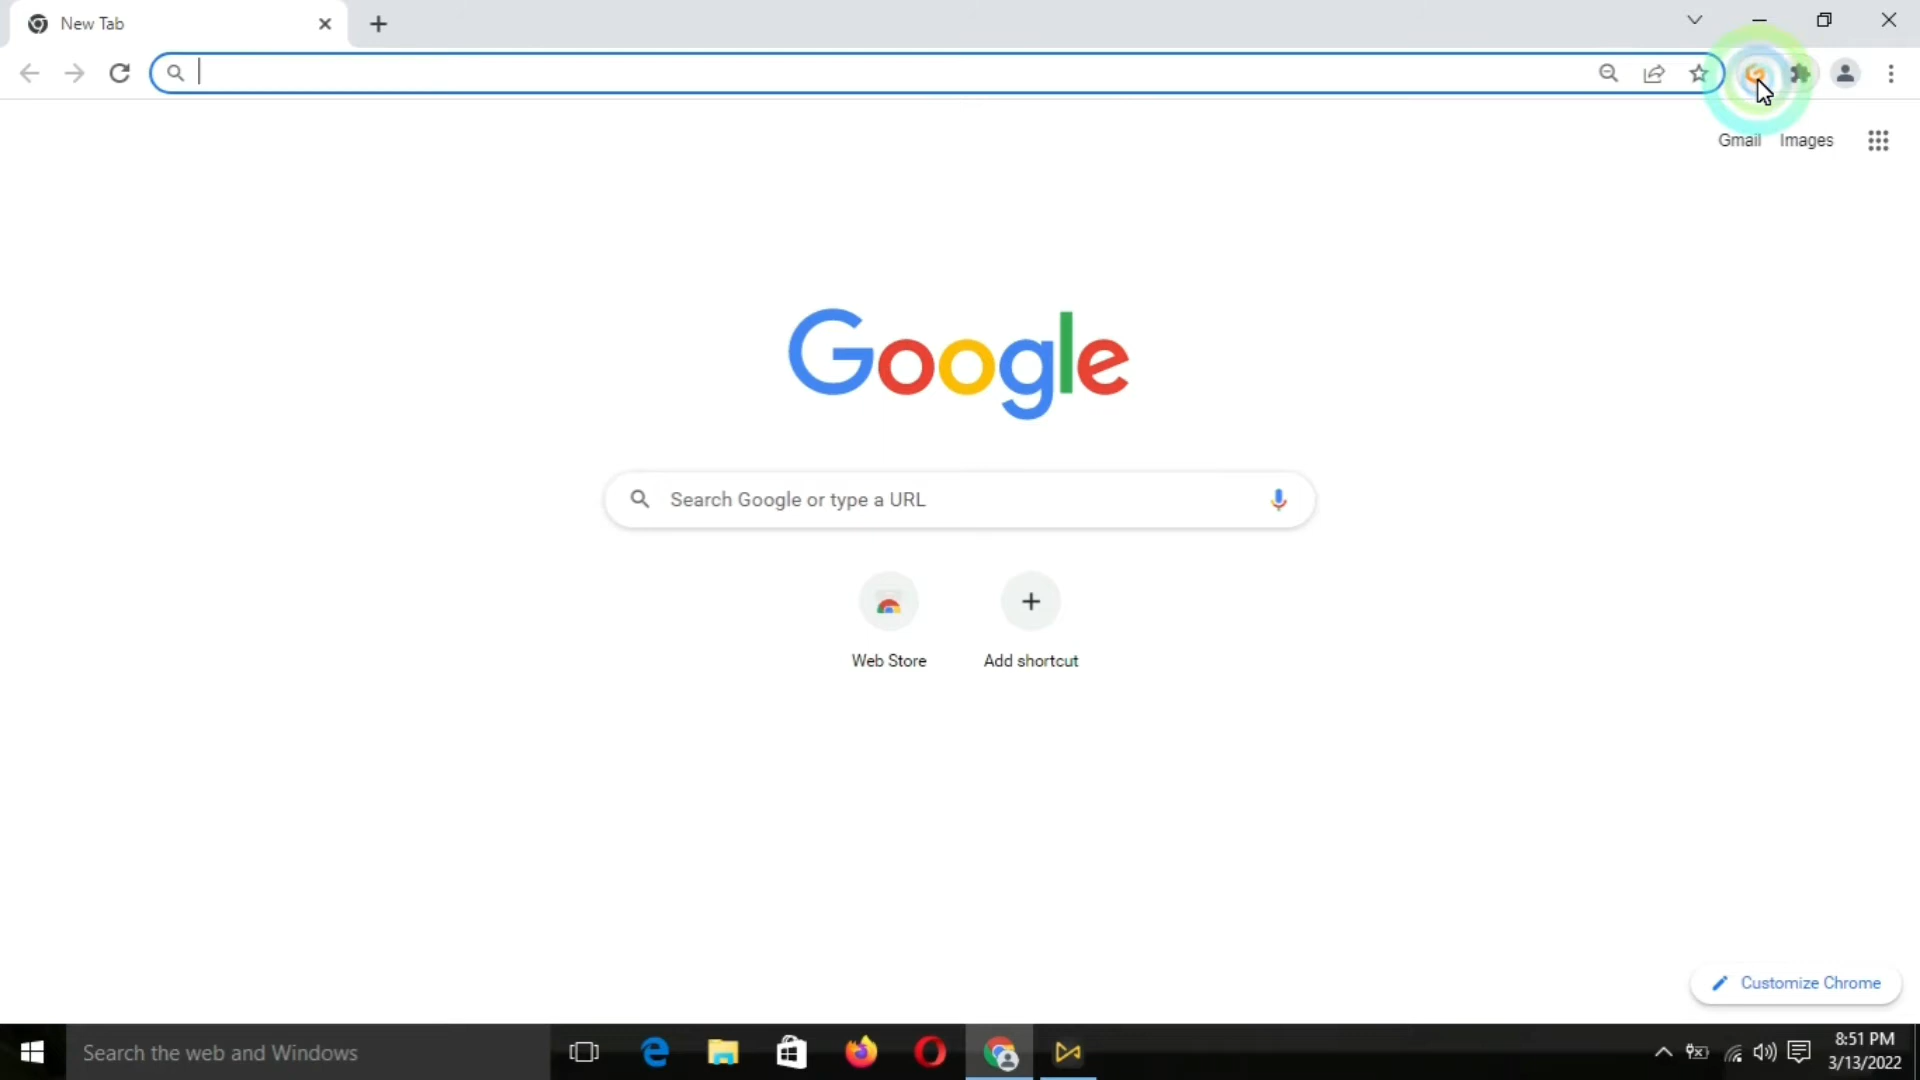 New Tab
Gmail Images
Google
Search Google or type a URL
Web Store Add shortcut
Customize Chrome
Search the web and Windows
8:51 PM
3/13/2022